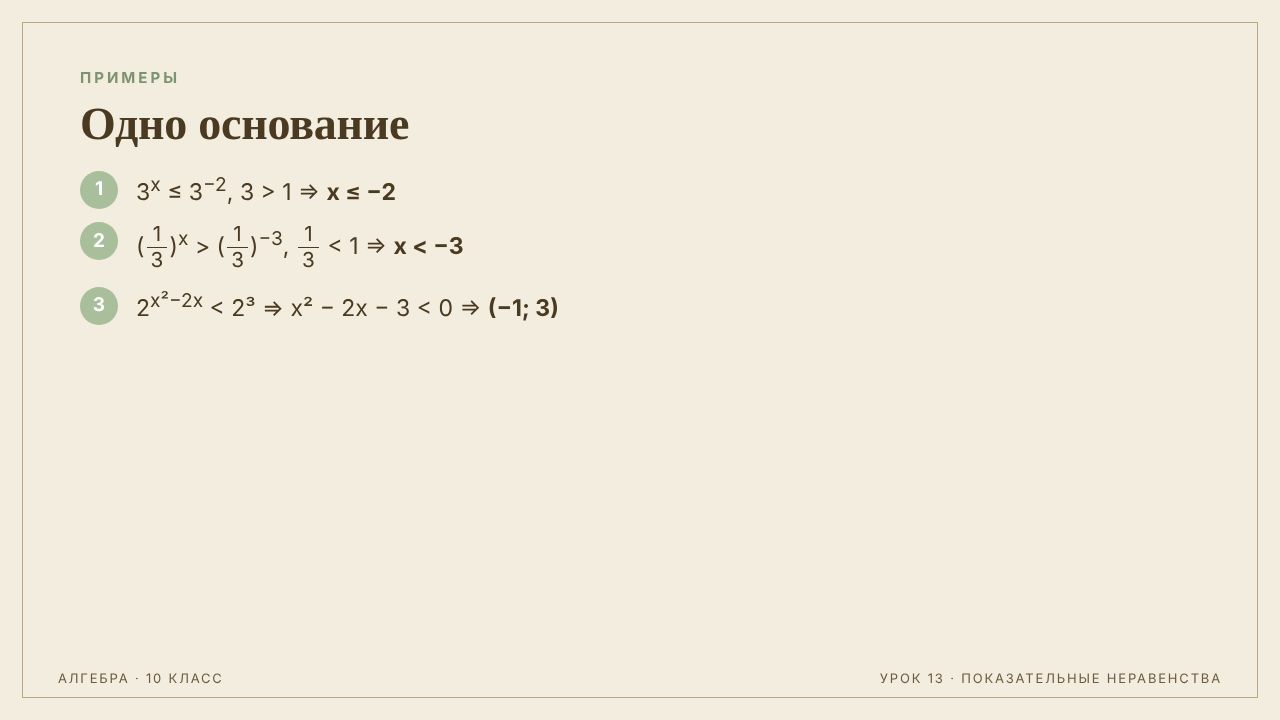 ПРИМЕРЫ
Одно основание
1 3^x ≤ 3^−2, 3 > 1 ⇒ x ≤ −2
2 (1/3)^x > (1/3)^−3, 1/3 < 1 ⇒ x < −3
3 2^(x²−2x) < 2³ ⇒ x² − 2x − 3 < 0 ⇒ (−1; 3)
АЛГЕБРА · 10 КЛАСС
УРОК 13 · ПОКАЗАТЕЛЬНЫЕ НЕРАВЕНСТВА